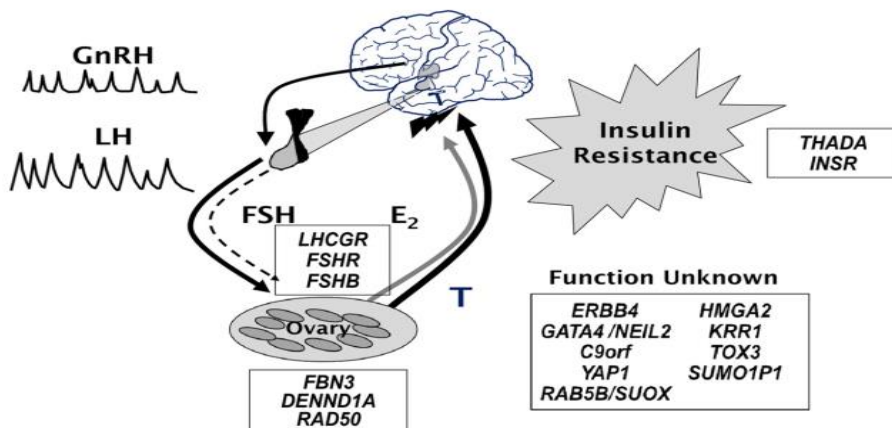 GnRH
LH
T
FSH
E₂
LHCGR
FSHR
FSHB
T
Ovary
FBN3
DENND1A
RAD50
Insulin
Resistance
THADA
INSR
Function Unknown
ERBB4 HMGA2
GATA4 /NEIL2 KRR1
C9orf TOX3
YAP1 SUMO1P1
RAB5B/SUOX